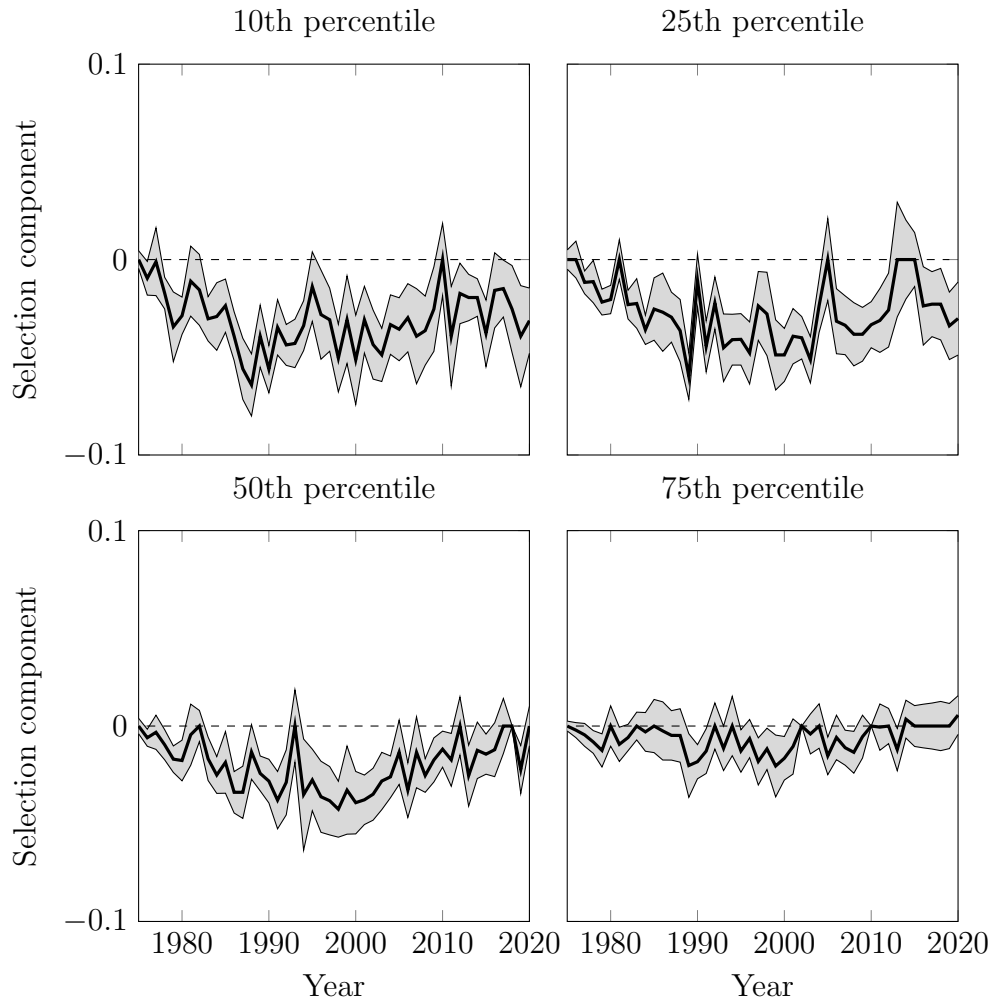 10th percentile
25th percentile
Selection component
0.1
0
−0.1
50th percentile
75th percentile
Selection component
0.1
0
−0.1
1980 1990 2000 2010 2020
1980 1990 2000 2010 2020
Year
Year